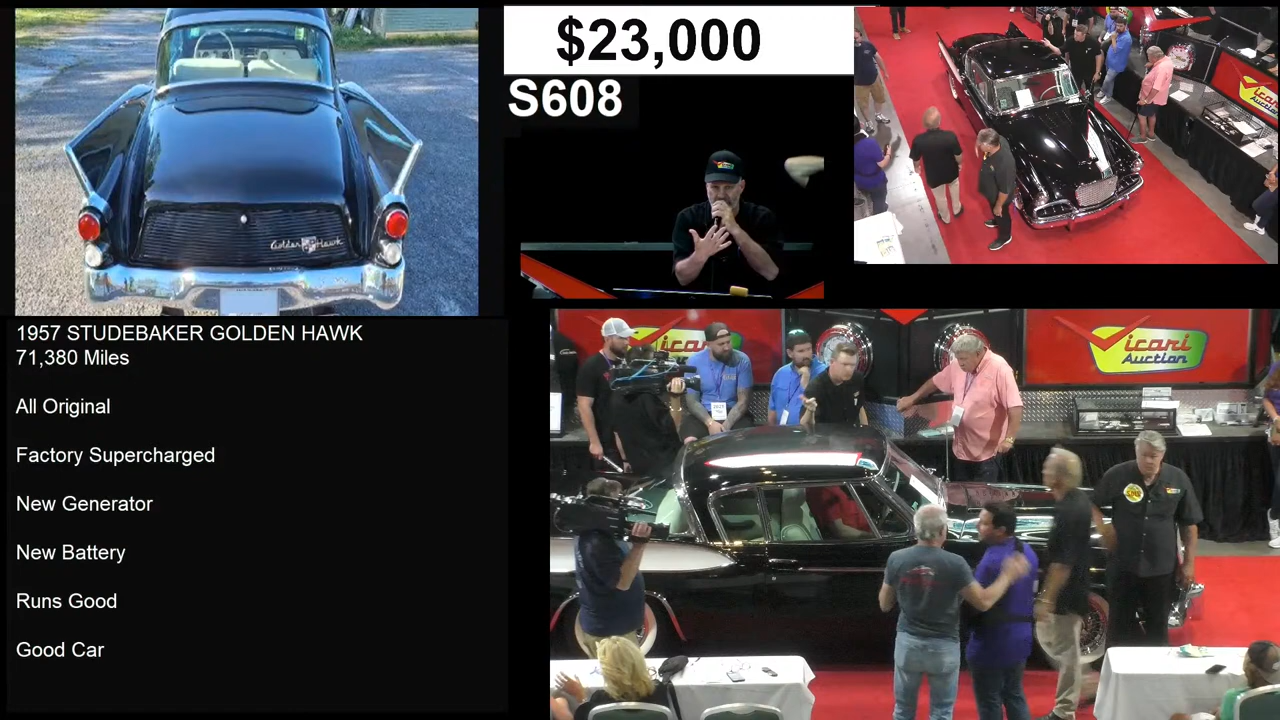 $23,000
S608
Golden Hawk
1957 STUDEBAKER GOLDEN HAWK
71,380 Miles
All Original
Factory Supercharged
New Generator
New Battery
Runs Good
Good Car
Vicari
Auction
Vicari
Auction